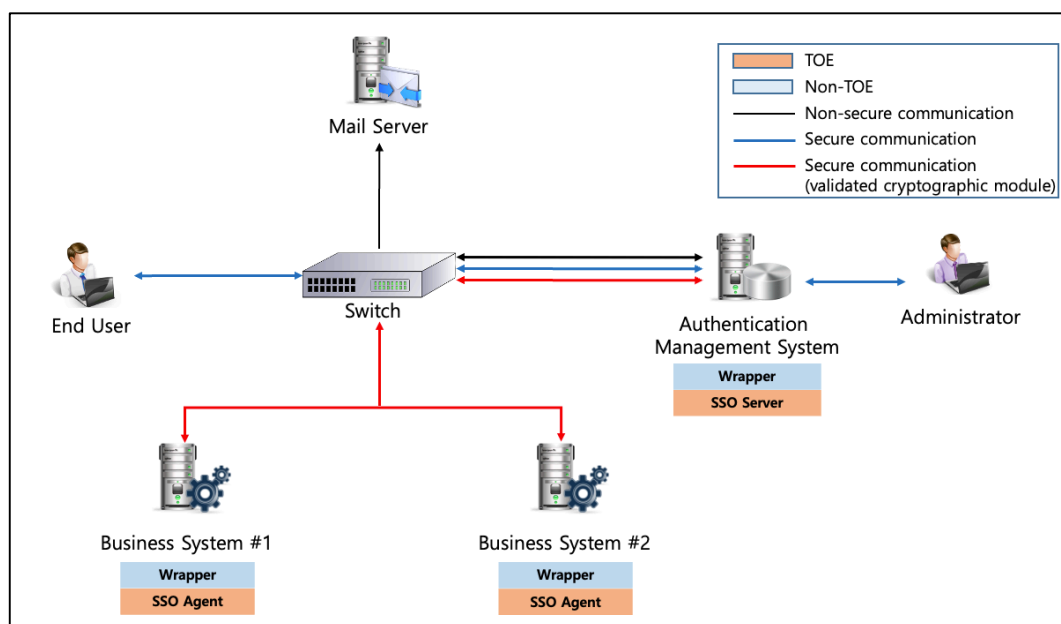 TOE
Non-TOE
Non-secure communication
Secure communication
Secure communication
(validated cryptographic module)
Mail Server
End User
Switch
Authentication
Management System
Administrator
Wrapper
SSO Server
Business System #1
Business System #2
Wrapper
SSO Agent
Wrapper
SSO Agent